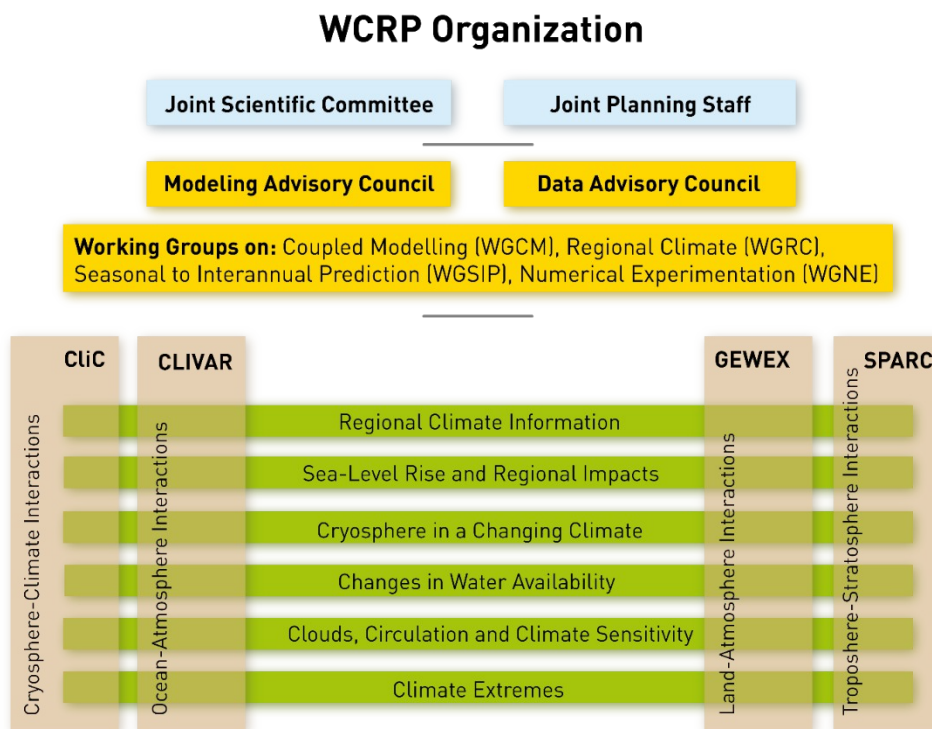 WCRP Organization
Joint Scientific Committee
Joint Planning Staff
Modeling Advisory Council
Data Advisory Council
Working Groups on: Coupled Modelling (WGCM), Regional Climate (WGRC),
Seasonal to Interannual Prediction (WGSIP), Numerical Experimentation (WGNE)
CliC
CLIVAR
GEWEX
SPARC
Cryosphere-Climate Interactions
Ocean-Atmosphere Interactions
Regional Climate Information
Sea-Level Rise and Regional Impacts
Cryosphere in a Changing Climate
Changes in Water Availability
Clouds, Circulation and Climate Sensitivity
Climate Extremes
Land-Atmosphere Interactions
Troposhere-Stratosphere Interactions